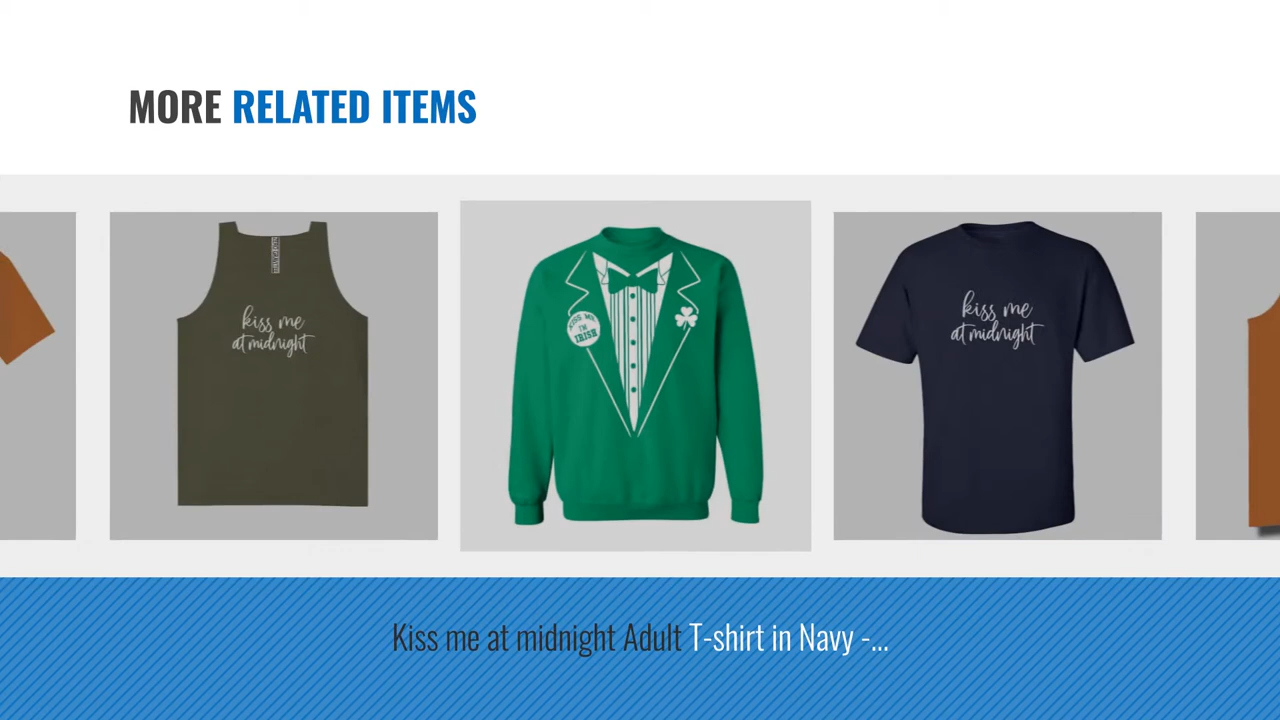 MORE RELATED ITEMS
kiss me
at midnight
KISS ME
IRISH
kiss me
at midnight
Kiss me at midnight Adult T-shirt in Navy -...